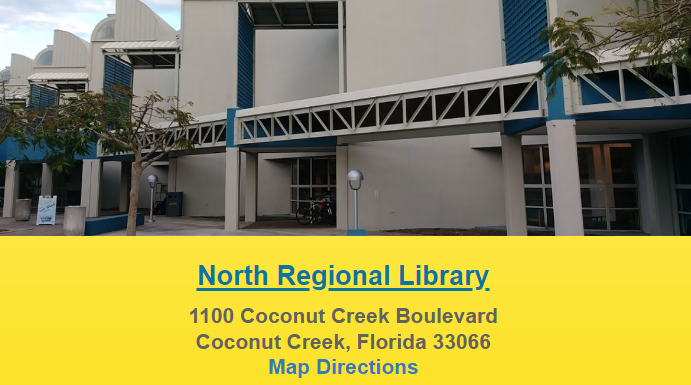 North Regional Library
1100 Coconut Creek Boulevard
Coconut Creek, Florida 33066
Map Directions